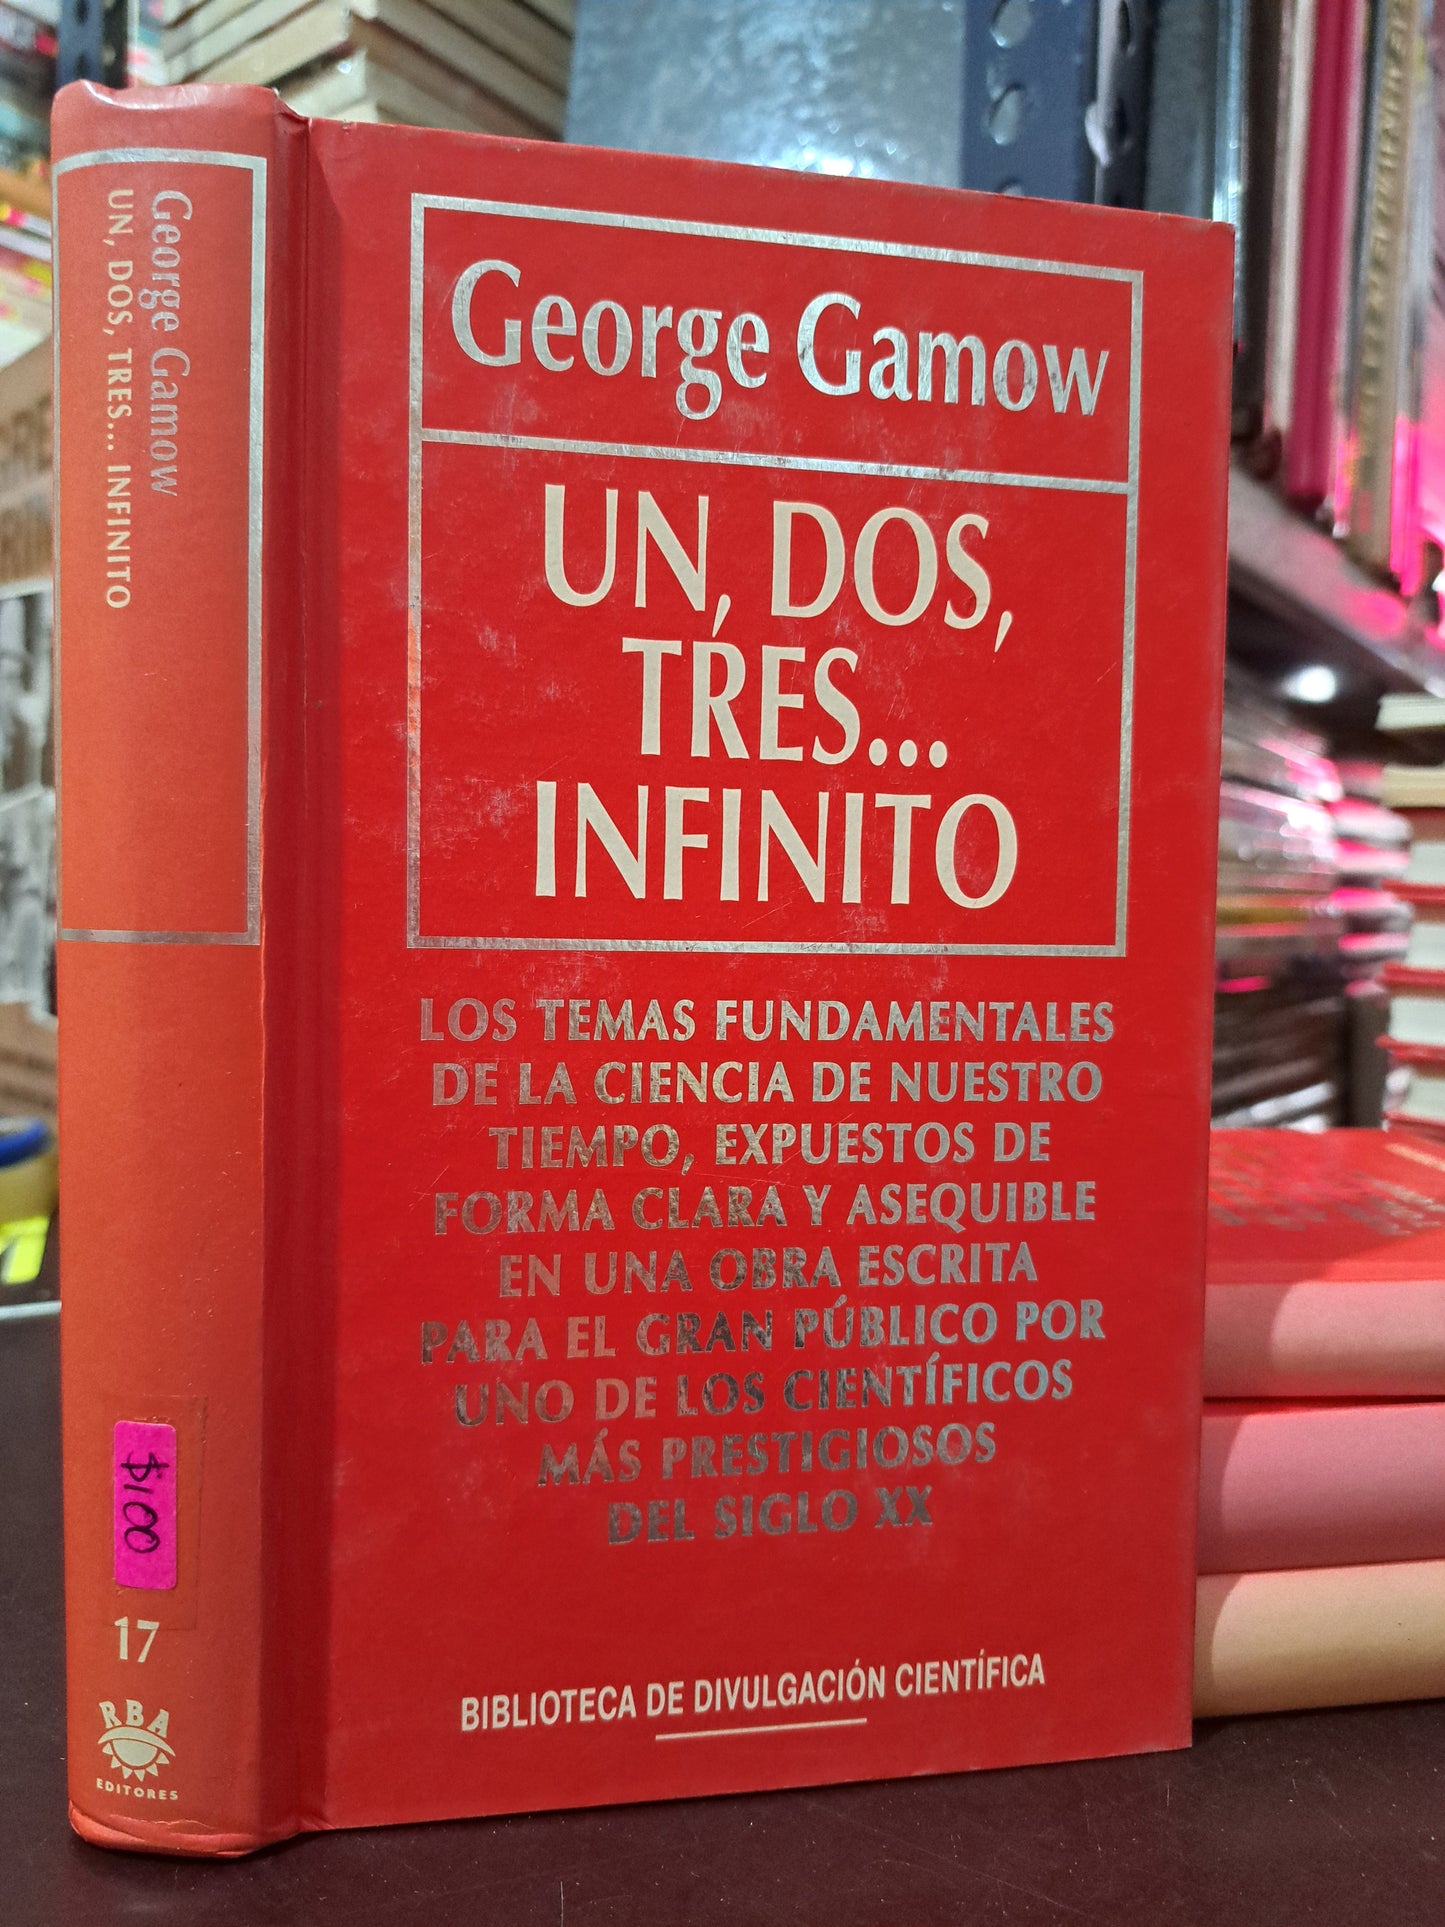 George Gamow
UN, DOS, TRES... INFINITO
$100
17
RBA
EDITORES
George Gamow
UN, DOS,
TRES...
INFINITO
LOS TEMAS FUNDAMENTALES
DE LA CIENCIA DE NUESTRO
TIEMPO, EXPUESTOS DE
FORMA CLARA Y ASEQUIBLE
EN UNA OBRA ESCRITA
PARA EL GRAN PÚBLICO POR
UNO DE LOS CIENTÍFICOS
MÁS PRESTIGIOSOS
DEL SIGLO XX
BIBLIOTECA DE DIVULGACIÓN CIENTÍFICA